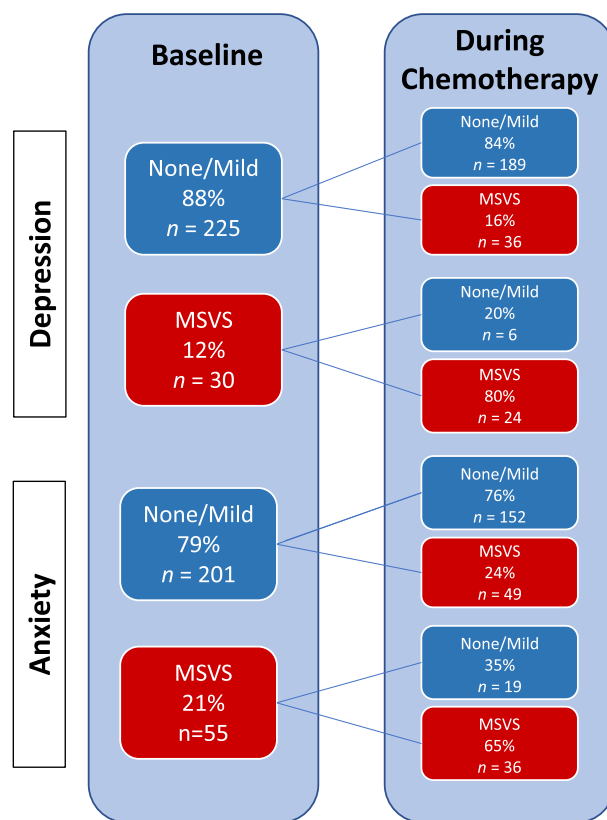 Baseline
During
Chemotherapy
Depression
None/Mild
88%
n = 225
None/Mild
84%
n = 189
MSVS
16%
n = 36
MSVS
12%
n = 30
None/Mild
20%
n = 6
MSVS
80%
n = 24
Anxiety
None/Mild
79%
n = 201
None/Mild
76%
n = 152
MSVS
24%
n = 49
MSVS
21%
n=55
None/Mild
35%
n = 19
MSVS
65%
n = 36